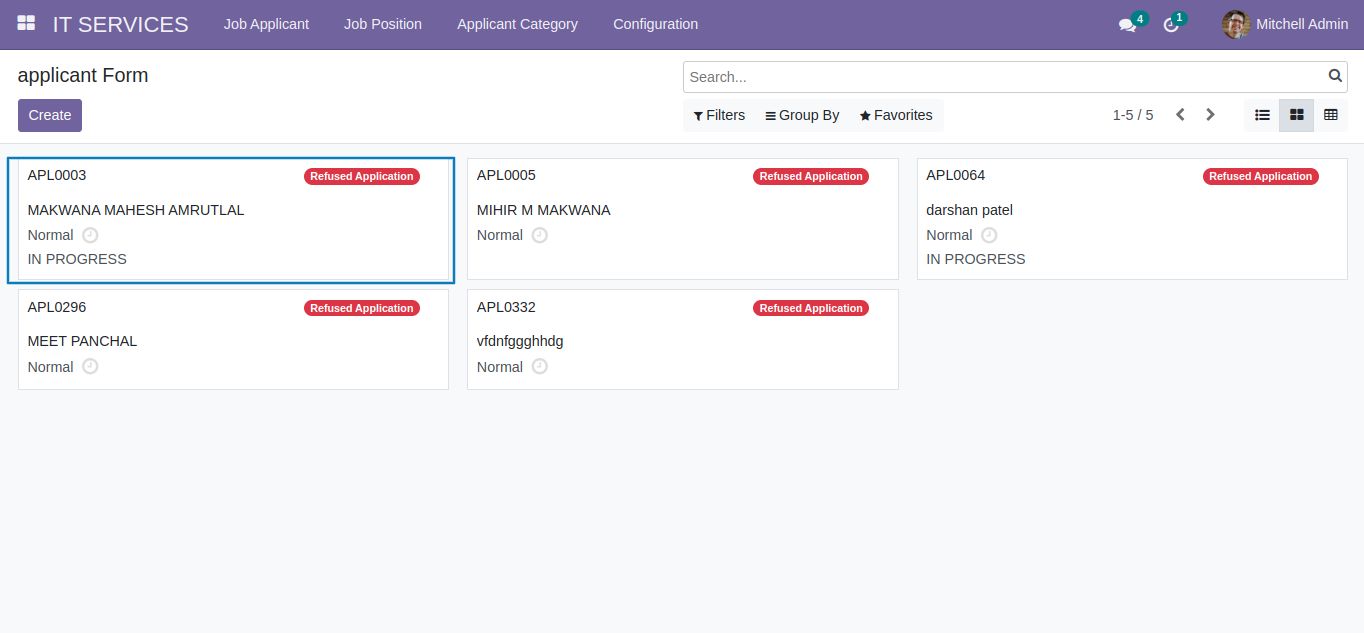 IT SERVICES Job Applicant Job Position Applicant Category Configuration 4 1 Mitchell Admin
applicant Form
Search...
Create
Filters Group By Favorites 1-5 / 5
APL0003 Refused Application
MAKWANA MAHESH AMRUTLAL
Normal
IN PROGRESS
APL0005 Refused Application
MIHIR M MAKWANA
Normal
APL0064 Refused Application
darshan patel
Normal
IN PROGRESS
APL0296 Refused Application
MEET PANCHAL
Normal
APL0332 Refused Application
vfdnfggghhdg
Normal